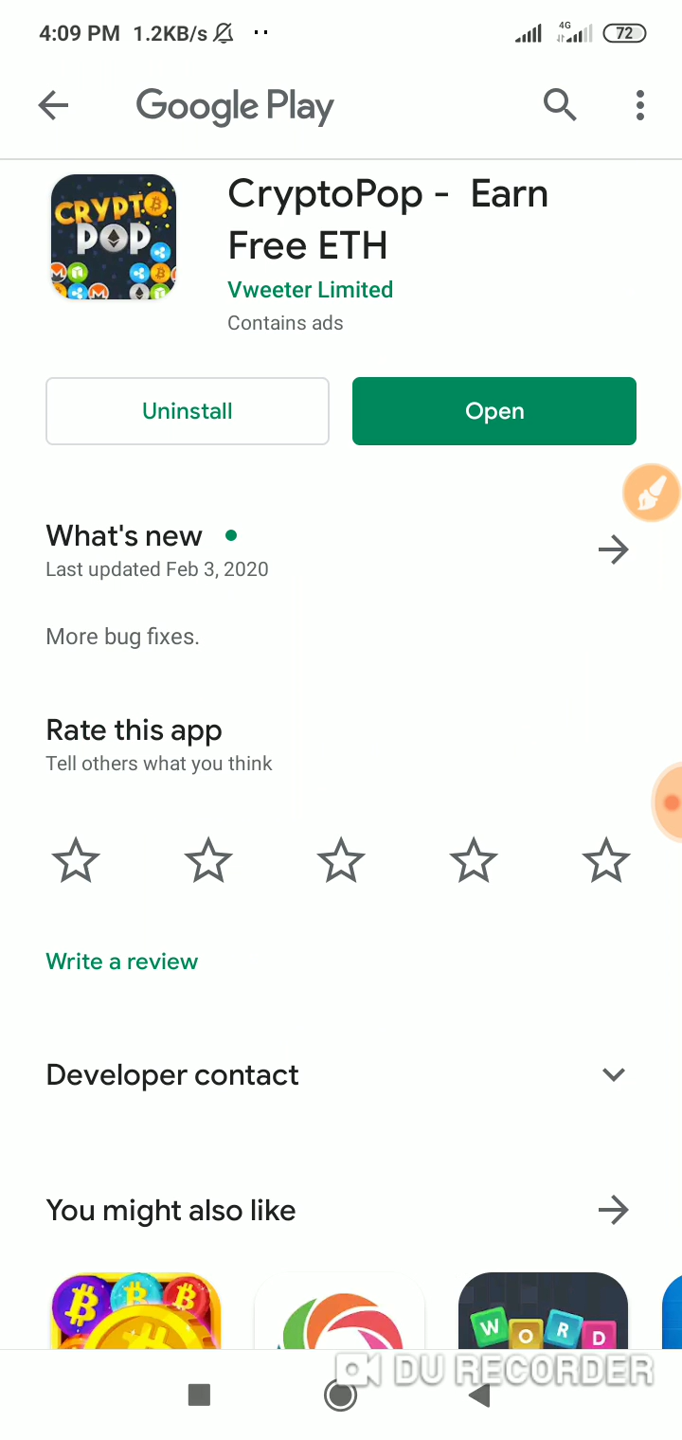 4:09 PM 1.2KB/s
4G
72
Google Play
CRYPTO
POP
CryptoPop - Earn
Free ETH
Vweeter Limited
Contains ads
Uninstall
Open
What's new
Last updated Feb 3, 2020
More bug fixes.
Rate this app
Tell others what you think
Write a review
Developer contact
You might also like
WORD
DU RECORDER